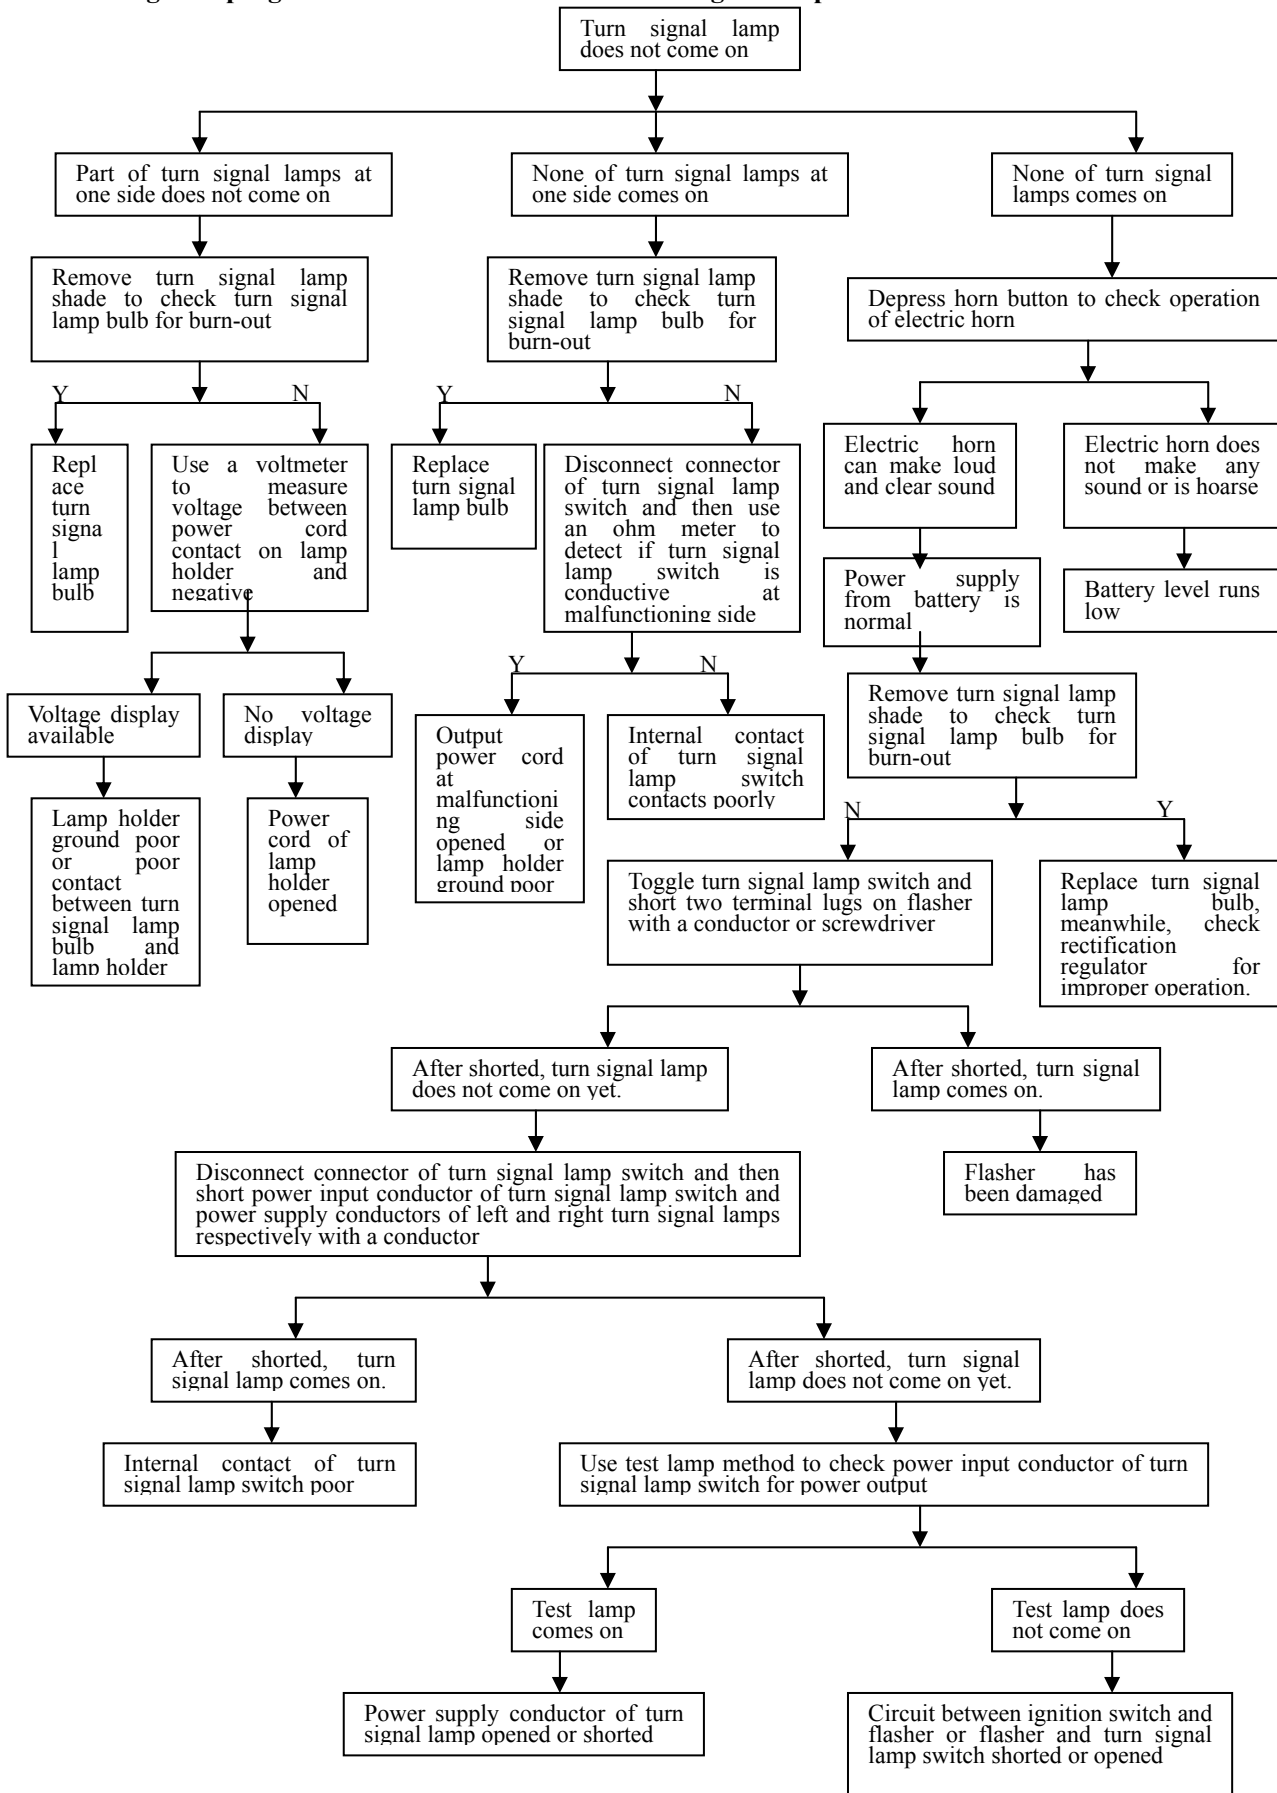 Turn signal lamp
does not come on
Part of turn signal lamps at
one side does not come on
None of turn signal lamps at
one side comes on
None of turn signal
lamps comes on
Remove turn signal lamp
shade to check turn signal
lamp bulb for burn-out
Remove turn signal lamp
shade to check turn
signal lamp bulb for
burn-out
Depress horn button to check operation
of electric horn
Y
N
Y
N
Repl
ace
turn
signa
l
lamp
bulb
Use a voltmeter
to measure
voltage between
power cord
contact on lamp
holder and
negative
Replace
turn signal
lamp bulb
Disconnect connector
of turn signal lamp
switch and then use
an ohm meter to
detect if turn signal
lamp switch is
conductive at
malfunctioning side
Electric horn
can make loud
and clear sound
Electric horn does
not make any
sound or is hoarse
Power supply
from battery is
normal
Battery level runs
low
Y
N
Voltage display
available
No voltage
display
Output
power cord
at
malfunctioni
ng side
opened or
lamp holder
ground poor
Internal contact
of turn signal
lamp switch
contacts poorly
Remove turn signal lamp
shade to check turn
signal lamp bulb for
burn-out
Lamp holder
ground poor
or poor
contact
between turn
signal lamp
bulb and
lamp holder
Power
cord of
lamp
holder
opened
N
Y
Toggle turn signal lamp switch and
short two terminal lugs on flasher
with a conductor or screwdriver
Replace turn signal
lamp bulb,
meanwhile, check
rectification
regulator for
improper operation.
After shorted, turn signal lamp
does not come on yet.
After shorted, turn signal
lamp comes on.
Disconnect connector of turn signal lamp switch and then
short power input conductor of turn signal lamp switch and
power supply conductors of left and right turn signal lamps
respectively with a conductor
Flasher has
been damaged
After shorted, turn
signal lamp comes on.
After shorted, turn signal
lamp does not come on yet.
Internal contact of turn
signal lamp switch poor
Use test lamp method to check power input conductor of turn
signal lamp switch for power output
Test lamp
comes on
Test lamp does
not come on
Power supply conductor of turn
signal lamp opened or shorted
Circuit between ignition switch and
flasher or flasher and turn signal
lamp switch shorted or opened